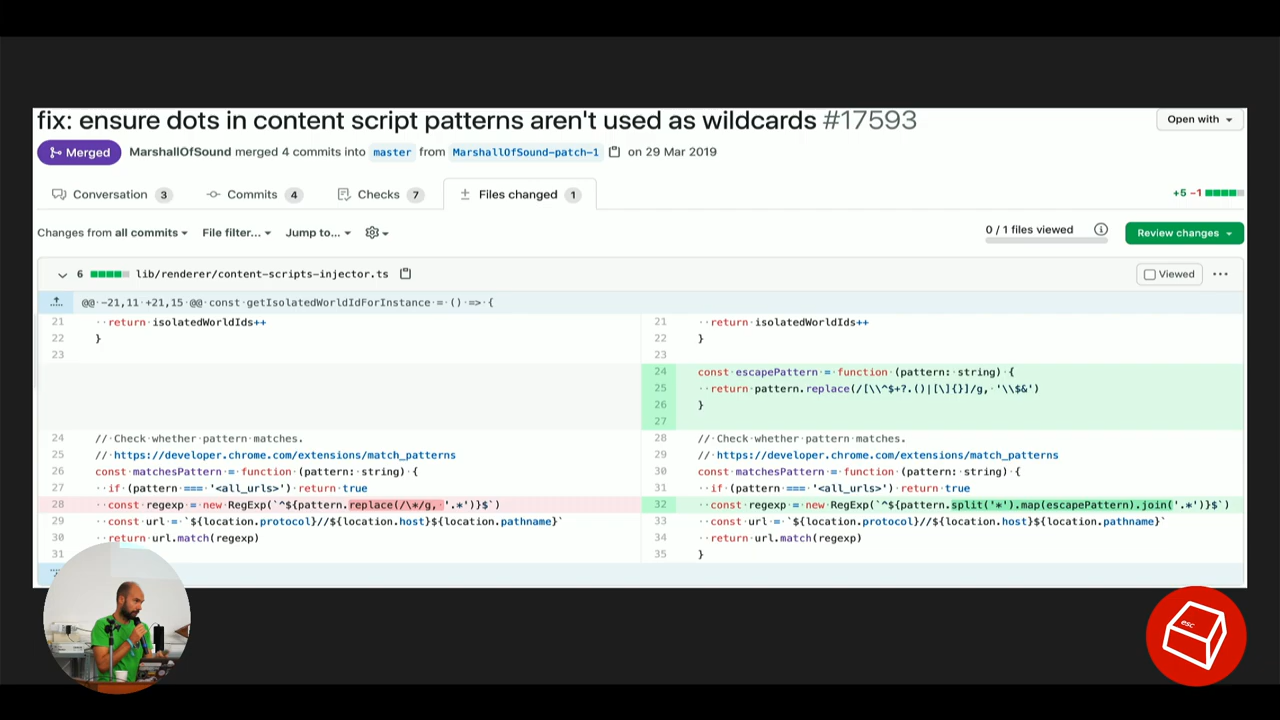 fix: ensure dots in content script patterns aren't used as wildcards #17593
Open with
Merged
MarshallOfSound merged 4 commits into master from MarshallOfSound-patch-1 on 29 Mar 2019
Conversation 3
Commits 4
Checks 7
Files changed 1
+5 −1
Changes from all commits
File filter...
Jump to...
0 / 1 files viewed
Review changes
6 lib/renderer/content-scripts-injector.ts
Viewed
@@ -21,11 +21,15 @@ const getIsolatedWorldIdForInstance = () => {
21 ··return·isolatedWorldIds++
22 }
23
24 //·Check·whether·pattern·matches.
25 //·https://developer.chrome.com/extensions/match_patterns
26 const·matchesPattern·=·function·(pattern:·string)·{
27 ··if·(pattern·===·'<all_urls>')·return·true
28 ··const·regexp·=·new·RegExp(`^${pattern.replace(/\*/g,·'.*')}$`)
29 ··const·url·=·`${location.protocol}//${location.host}${location.pathname}`
30 ··return·url.match(regexp)
31
21 ··return·isolatedWorldIds++
22 }
23
24 const·escapePattern·=·function·(pattern:·string)·{
25 ··return·pattern.replace(/[\\^$+?.()|[\]{}]/g,·'\\$&')
26 }
27
28 //·Check·whether·pattern·matches.
29 //·https://developer.chrome.com/extensions/match_patterns
30 const·matchesPattern·=·function·(pattern:·string)·{
31 ··if·(pattern·===·'<all_urls>')·return·true
32 ··const·regexp·=·new·RegExp(`^${pattern.split('*').map(escapePattern).join('.*')}$`)
33 ··const·url·=·`${location.protocol}//${location.host}${location.pathname}`
34 ··return·url.match(regexp)
35 }
esc